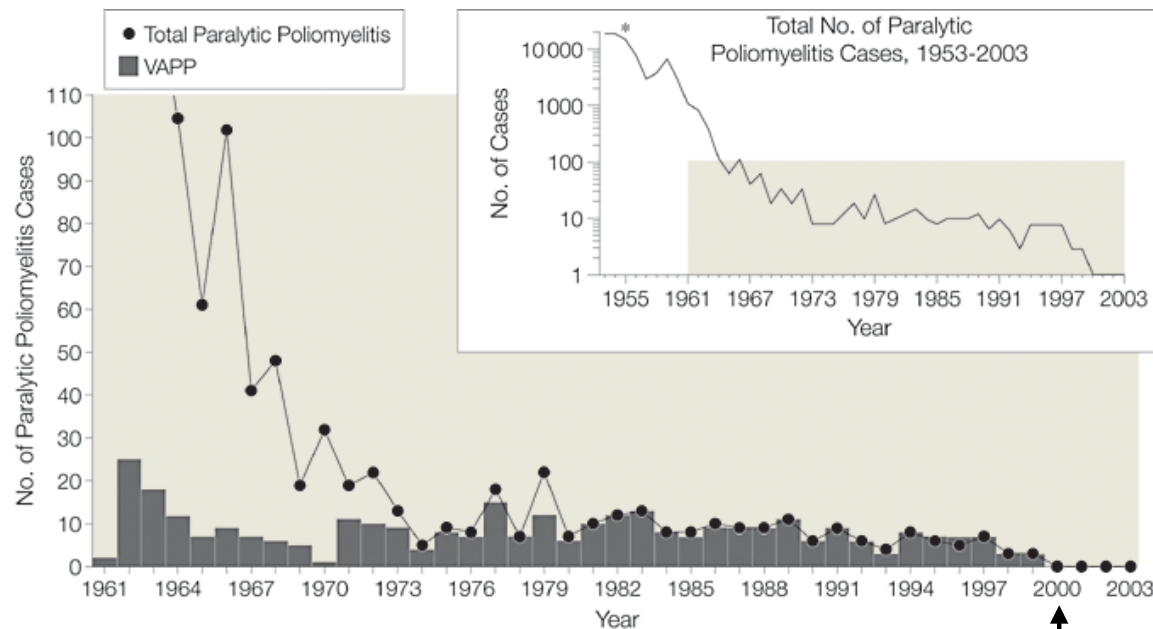 Total Paralytic Poliomyelitis
VAPP
No. of Paralytic Poliomyelitis Cases
110
100
90
80
70
60
50
40
30
20
10
0
1961 1964 1967 1970 1973 1976 1979 1982 1985 1988 1991 1994 1997 2000 2003
Year
*
Total No. of Paralytic
Poliomyelitis Cases, 1953-2003
No. of Cases
10000
1000
100
10
1
1955 1961 1967 1973 1979 1985 1991 1997 2003
Year